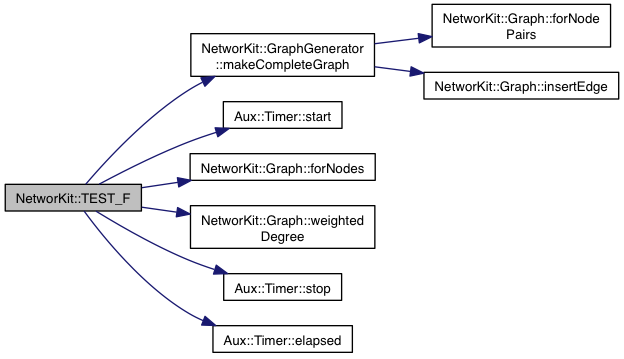 NetworKit::TEST_F
NetworKit::GraphGenerator
::makeCompleteGraph
NetworKit::Graph::forNode
Pairs
NetworKit::Graph::insertEdge
Aux::Timer::start
NetworKit::Graph::forNodes
NetworKit::Graph::weighted
Degree
Aux::Timer::stop
Aux::Timer::elapsed